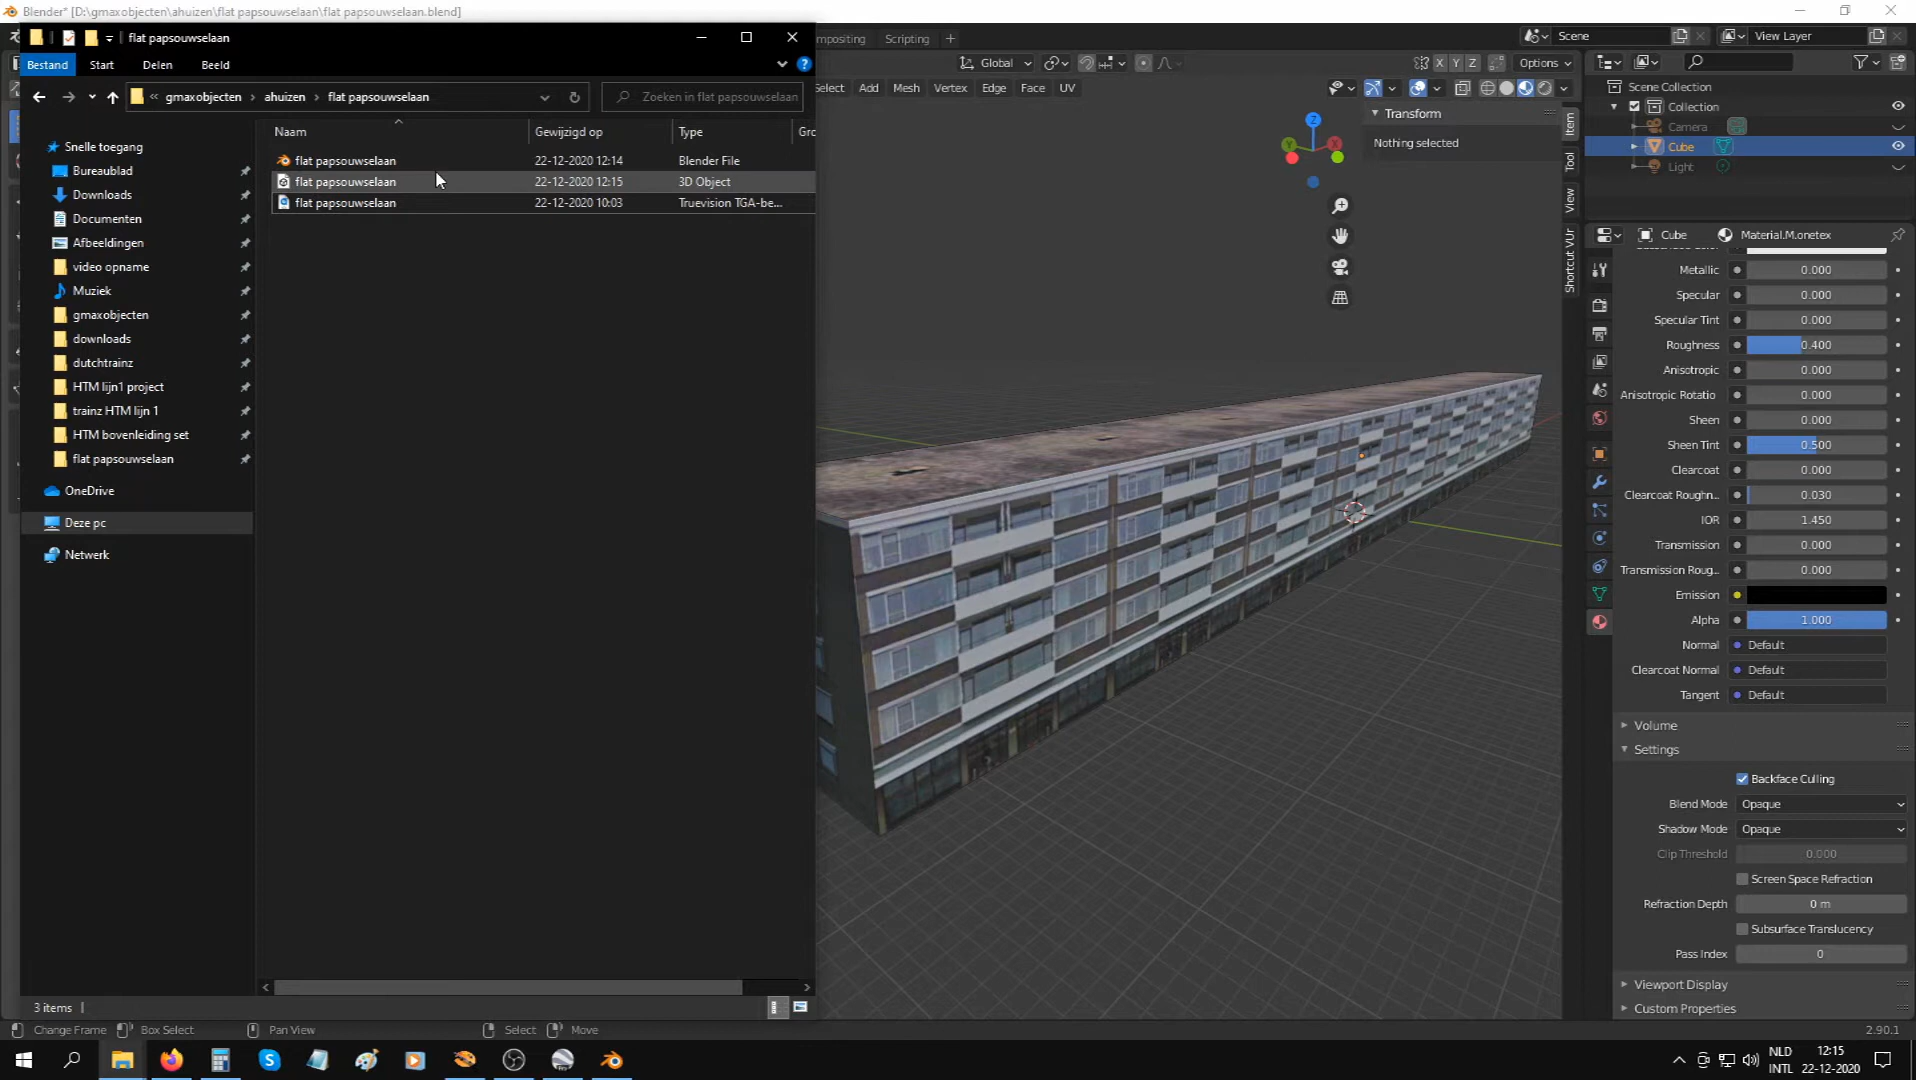 Blender* [D:\gmaxobjecten\ahuizen\flat papsouwselaan\flat papsouwselaan.blend]
flat papsouwselaan
Scripting
Scene
View Layer
Bestand
Start
Delen
Beeld
Global
X
Y
Z
Options
Add
Mesh
Vertex
Edge
Face
UV
Scene Collection
gmaxobjecten
ahuizen
flat papsouwselaan
Zoeken in flat papsouwselaan
Transform
Collection
Naam
Gewijzigd op
Type
Nothing selected
Camera
Snelle toegang
Cube
flat papsouwselaan
22-12-2020 12:14
Blender File
Light
Bureaublad
flat papsouwselaan
22-12-2020 12:15
3D Object
Downloads
flat papsouwselaan
22-12-2020 10:03
Truevision TGA-be...
Documenten
Afbeeldingen
video opname
Muziek
gmaxobjecten
downloads
dutchtrainz
HTM lijn1 project
trainz HTM lijn 1
HTM bovenleiding set
flat papsouwselaan
OneDrive
Deze pc
Netwerk
Item
Tool
View
Shortcut VUr
Cube
Material.M.onetex
Metallic
0.000
Specular
0.000
Specular Tint
0.000
Roughness
0.400
Anisotropic
0.000
Anisotropic Rotatio
0.000
Sheen
0.000
Sheen Tint
0.500
Clearcoat
0.000
Clearcoat Roughn...
0.030
IOR
1.450
Transmission
0.000
Transmission Roug...
0.000
Emission
Alpha
1.000
Normal
Default
Clearcoat Normal
Default
Tangent
Default
Volume
Settings
Backface Culling
Blend Mode
Opaque
Shadow Mode
Opaque
Clip Threshold
0.000
Screen Space Refraction
Refraction Depth
0 m
Subsurface Translucency
Pass Index
0
Viewport Display
Custom Properties
3 items
Change Frame
Box Select
Pan View
Select
Move
2.90.1
NLD
INTL
12:15
22-12-2020